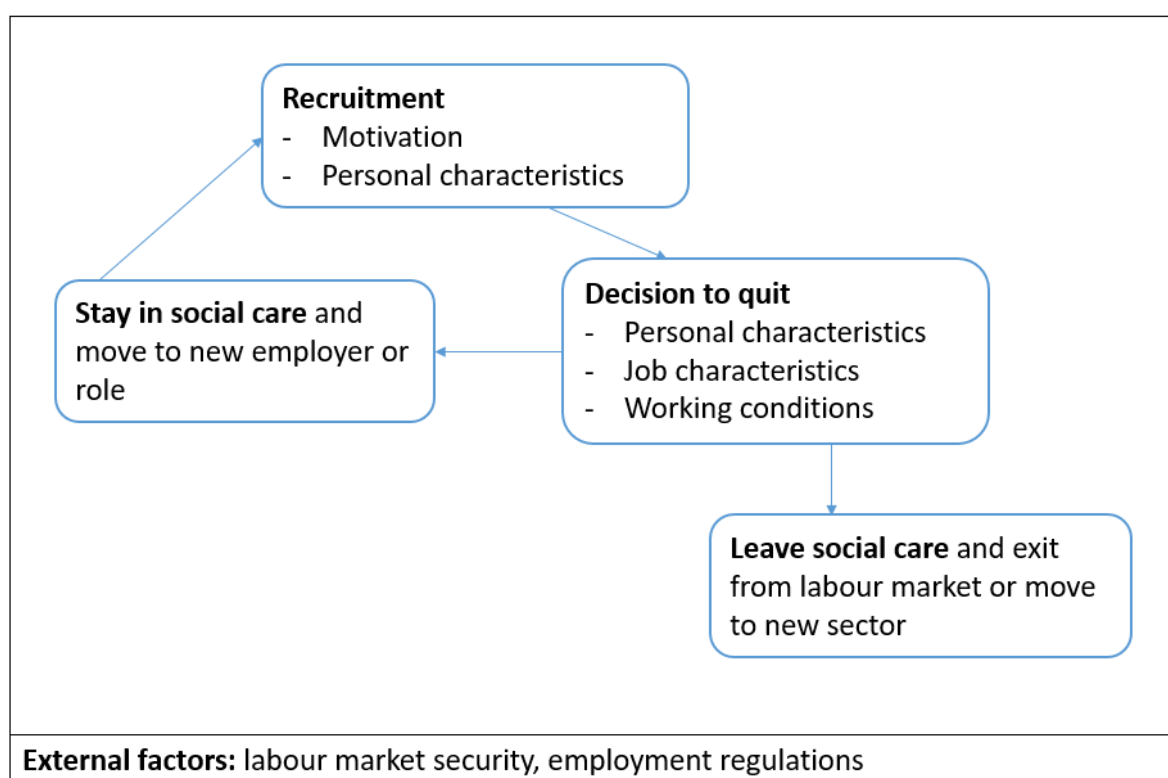 Recruitment
- Motivation
- Personal characteristics
Decision to quit
- Personal characteristics
- Job characteristics
- Working conditions
Stay in social care and
move to new employer or
role
Leave social care and exit
from labour market or move
to new sector
External factors: labour market security, employment regulations